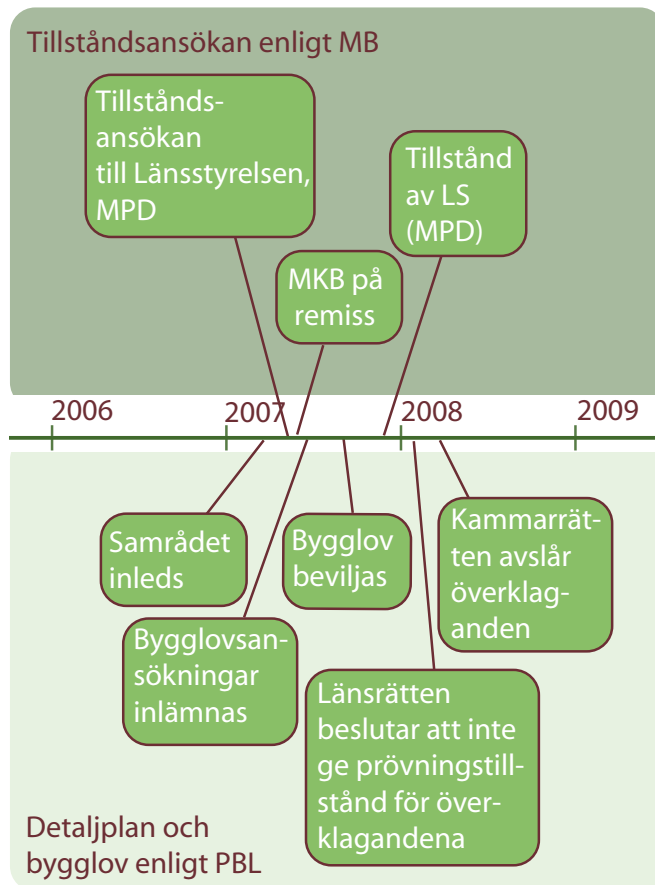 Tillståndsansökan enligt MB
Tillstånds-
ansökan
till Länsstyrelsen,
MPD
Tillstånd
av LS
(MPD)
MKB på
remiss
2006
2007
2008
2009
Samrådet
inleds
Bygglov
beviljas
Kammarrät-
ten avslår
överklag-
anden
Bygglovsan-
sökningar
inlämnas
Länsrätten
beslutar att inte
ge prövningstill-
stånd för över-
klagandena
Detaljplan och
bygglov enligt PBL